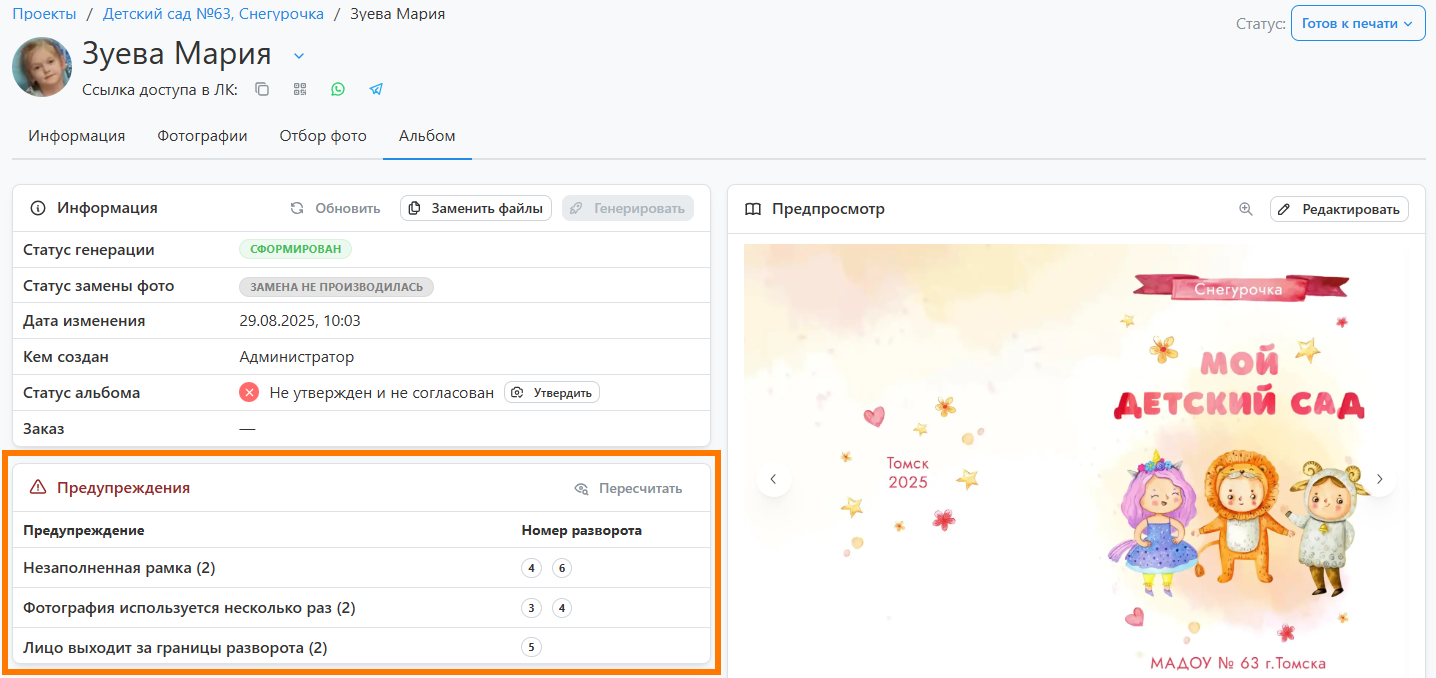 Проекты / Детский сад №63, Снегурочка / Зуева Мария
Статус: Готов к печати
Зуева Мария
Ссылка доступа в ЛК:
Информация Фотографии Отбор фото Альбом
Информация Обновить Заменить файлы Генерировать
Статус генерации СФОРМИРОВАН
Статус замены фото ЗАМЕНА НЕ ПРОИЗВОДИЛАСЬ
Дата изменения 29.08.2025, 10:03
Кем создан Администратор
Статус альбома Не утвержден и не согласован Утвердить
Заказ —
Предупреждения Пересчитать
Предупреждение Номер разворота
Незаполненная рамка (2) 4 6
Фотография используется несколько раз (2) 3 4
Лицо выходит за границы разворота (2) 5
Предпросмотр Редактировать
Снегурочка
МОЙ
ДЕТСКИЙ САД
Томск
2025
МАДОУ № 63 г.Томска